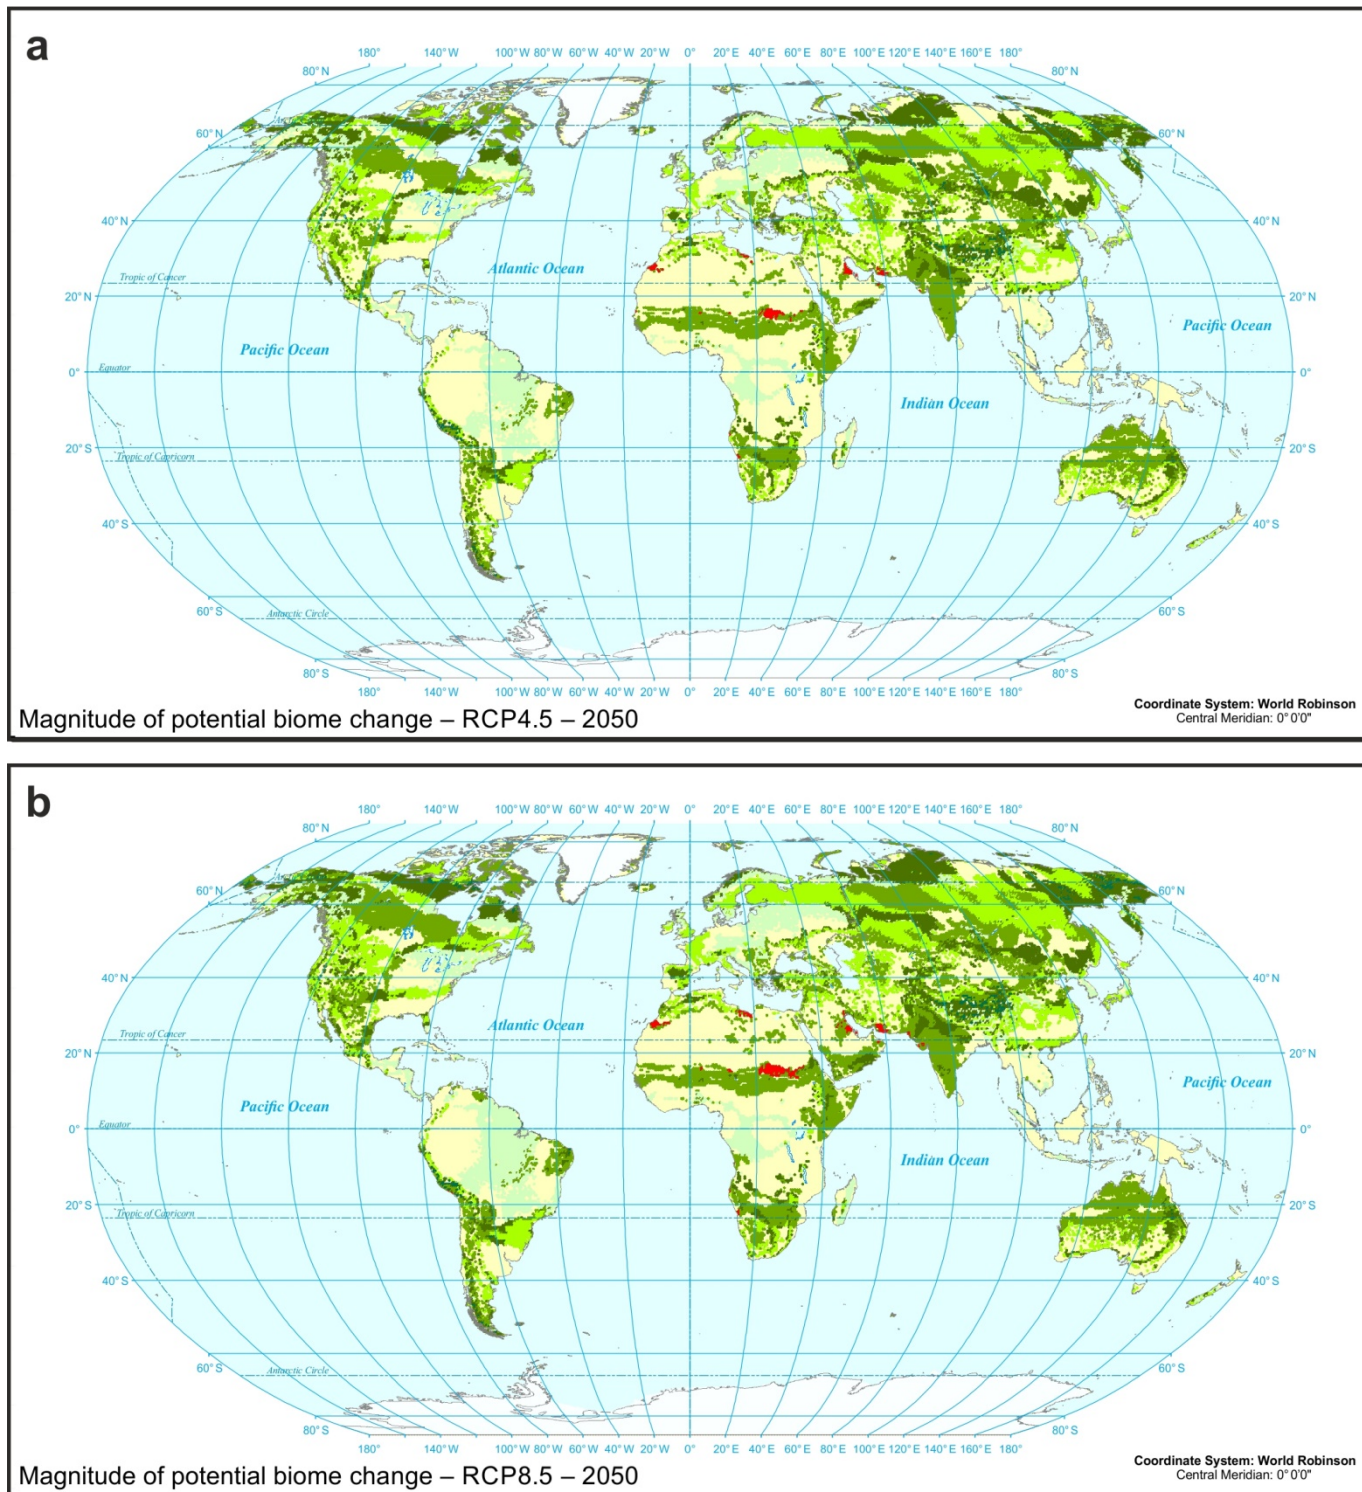 a
180° 140° W 100° W 80° W 60° W 40° W 20° W 0° 20° E 40° E 60° E 80° E 100° E 120° E 140° E 160° E 180°
80° N 80° N
60° N 60° N
40° N 40° N
Atlantic Ocean
Tropic of Cancer
20° N 20° N
Pacific Ocean Pacific Ocean
Equator
0° 0°
Indian Ocean
20° S 20° S
Tropic of Capricorn
40° S 40° S
60° S 60° S
Antarctic Circle
80° S 80° S
180° 140° W 100° W 80° W 60° W 40° W 20° W 0° 20° E 40° E 60° E 80° E 100° E 120° E 140° E 160° E 180°
Coordinate System: World Robinson
Magnitude of potential biome change – RCP4.5 – 2050
Central Meridian: 0° 0'0"
b
180° 140° W 100° W 80° W 60° W 40° W 20° W 0° 20° E 40° E 60° E 80° E 100° E 120° E 140° E 160° E 180°
80° N 80° N
60° N 60° N
40° N 40° N
Atlantic Ocean
Tropic of Cancer
20° N 20° N
Pacific Ocean Pacific Ocean
Equator
0° 0°
Indian Ocean
20° S 20° S
Tropic of Capricorn
40° S 40° S
60° S 60° S
Antarctic Circle
80° S 80° S
180° 140° W 100° W 80° W 60° W 40° W 20° W 0° 20° E 40° E 60° E 80° E 100° E 120° E 140° E 160° E 180°
Coordinate System: World Robinson
Magnitude of potential biome change – RCP8.5 – 2050
Central Meridian: 0° 0'0"